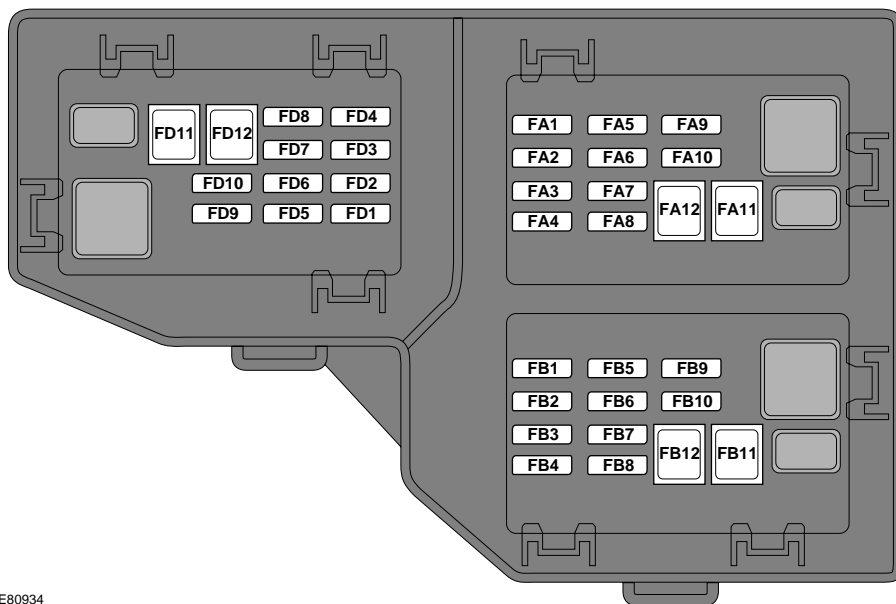 FD11 FD12 FD8 FD4
FD7 FD3
FD10 FD6 FD2
FD9 FD5 FD1
FA1 FA5 FA9
FA2 FA6 FA10
FA3 FA7
FA12 FA11
FA4 FA8
FB1 FB5 FB9
FB2 FB6 FB10
FB3 FB7
FB12 FB11
FB4 FB8
E80934